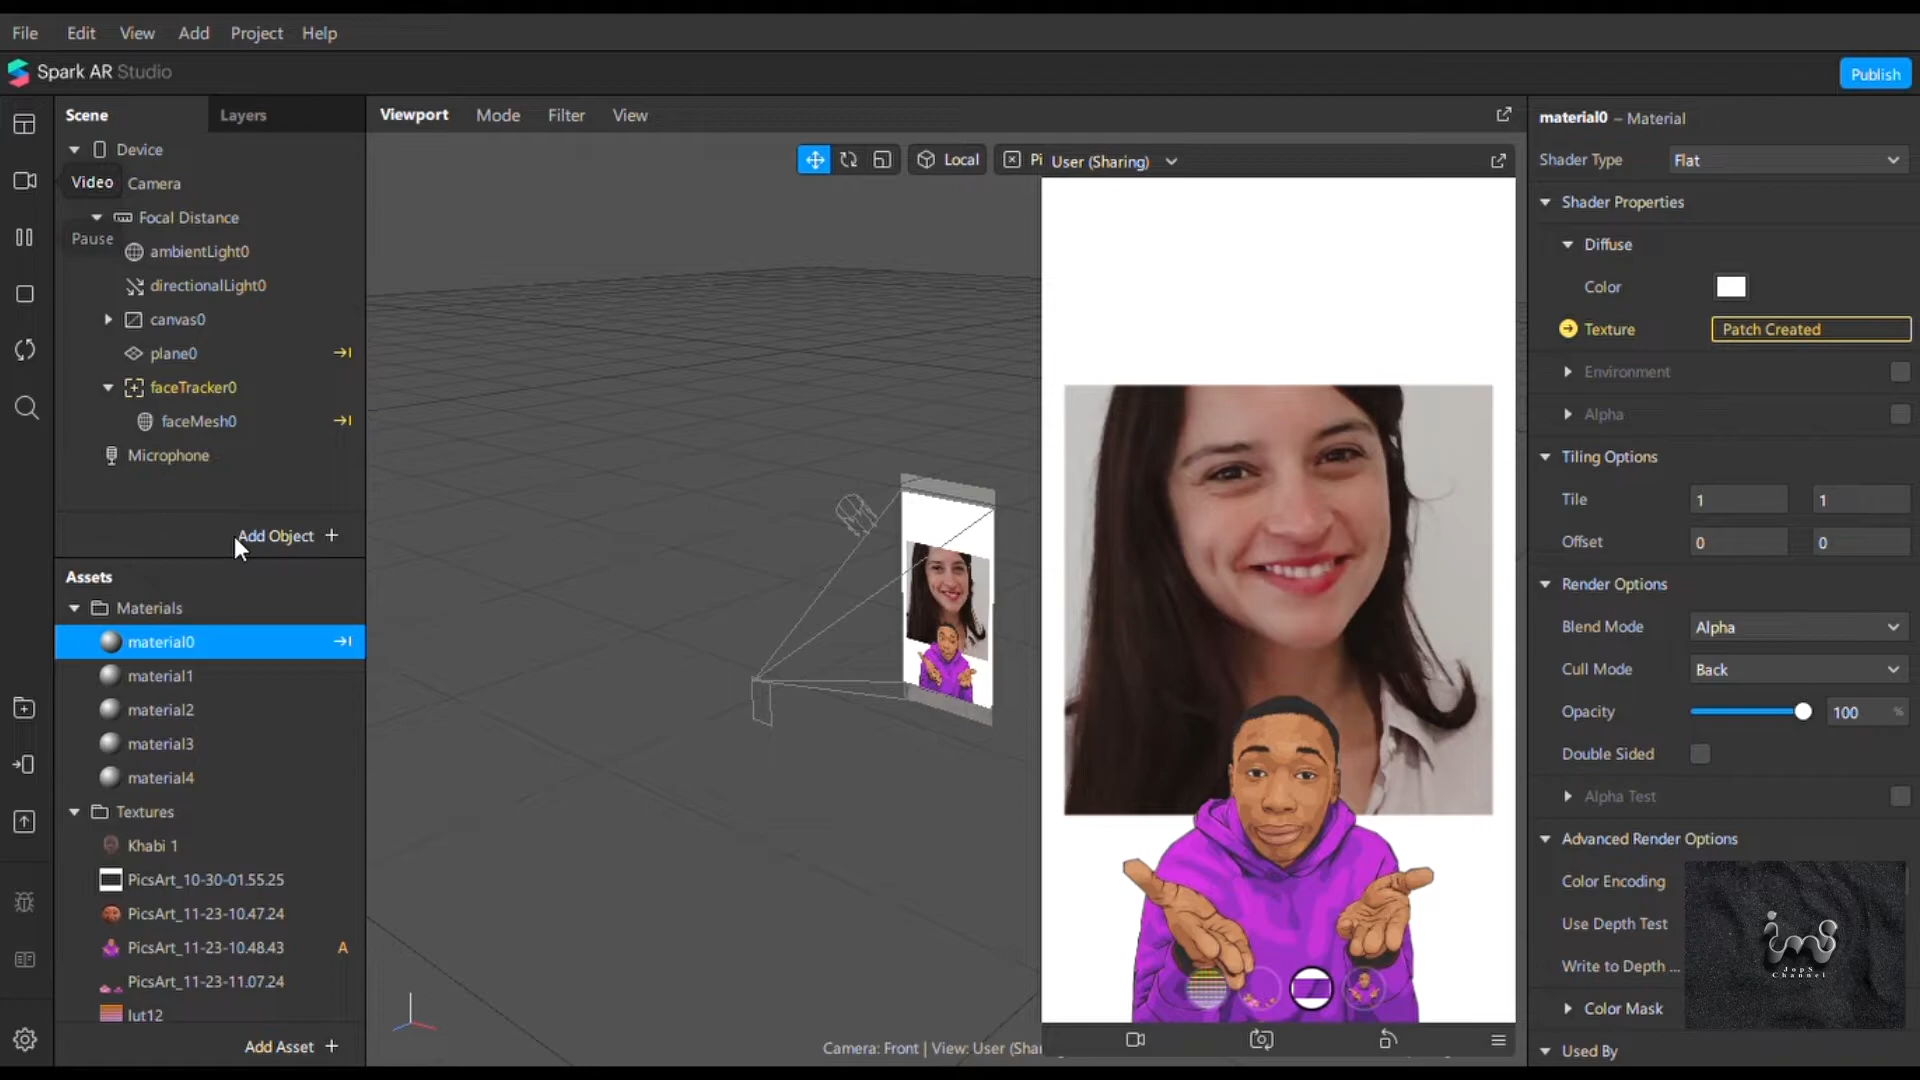 File Edit View Add Project Help
Spark AR Studio
Publish
Scene Layers
Device
Video Camera
Focal Distance
Pause
ambientLight0
directionalLight0
canvas0
plane0
faceTracker0
faceMesh0
Microphone
Add Object +
Assets
Materials
material0
material1
material2
material3
material4
Textures
Khabi 1
PicsArt_10-30-01.55.25
PicsArt_11-23-10.47.24
PicsArt_11-23-10.48.43 A
PicsArt_11-23-11.07.24
lut12
Add Asset +
Viewport Mode Filter View
Local Pi User (Sharing)
Camera: Front | View: User (Shar
material0 – Material
Shader Type Flat
Shader Properties
Diffuse
Color
Texture Patch Created
Environment
Alpha
Tiling Options
Tile 1 1
Offset 0 0
Render Options
Blend Mode Alpha
Cull Mode Back
Opacity 100 %
Double Sided
Alpha Test
Advanced Render Options
Color Encoding
Use Depth Test
Write to Depth ...
Color Mask
Used By
JopS
Channel